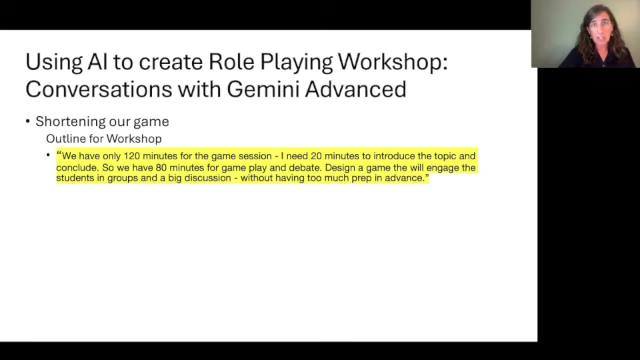 Using AI to create Role Playing Workshop:
Conversations with Gemini Advanced
• Shortening our game
Outline for Workshop
• “We have only 120 minutes for the game session - I need 20 minutes to introduce the topic and
conclude. So we have 80 minutes for game play and debate. Design a game the will engage the
students in groups and a big discussion - without having too much prep in advance.”